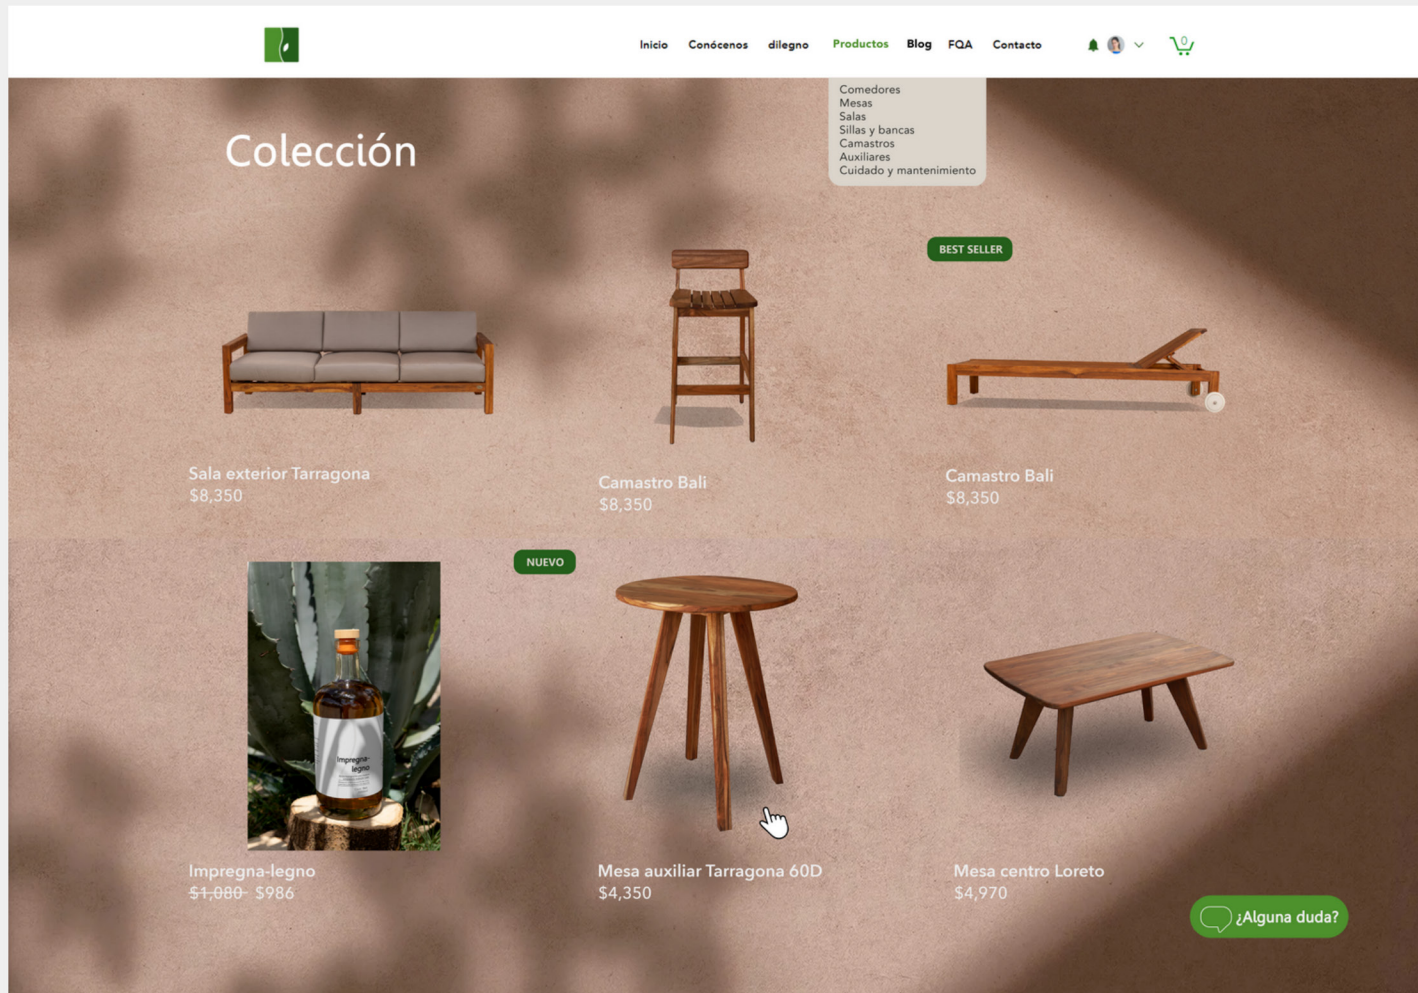 Inicio Conócenos dilegno Productos Blog FQA Contacto 0
Comedores
Mesas
Salas
Sillas y bancas
Camastros
Auxiliares
Cuidado y mantenimiento
Colección
BEST SELLER
Sala exterior Tarragona
$8,350
Camastro Bali
$8,350
Camastro Bali
$8,350
NUEVO
Impregna-
legno
Impregna-legno
$1,080 $986
Mesa auxiliar Tarragona 60D
$4,350
Mesa centro Loreto
$4,970
¿Alguna duda?